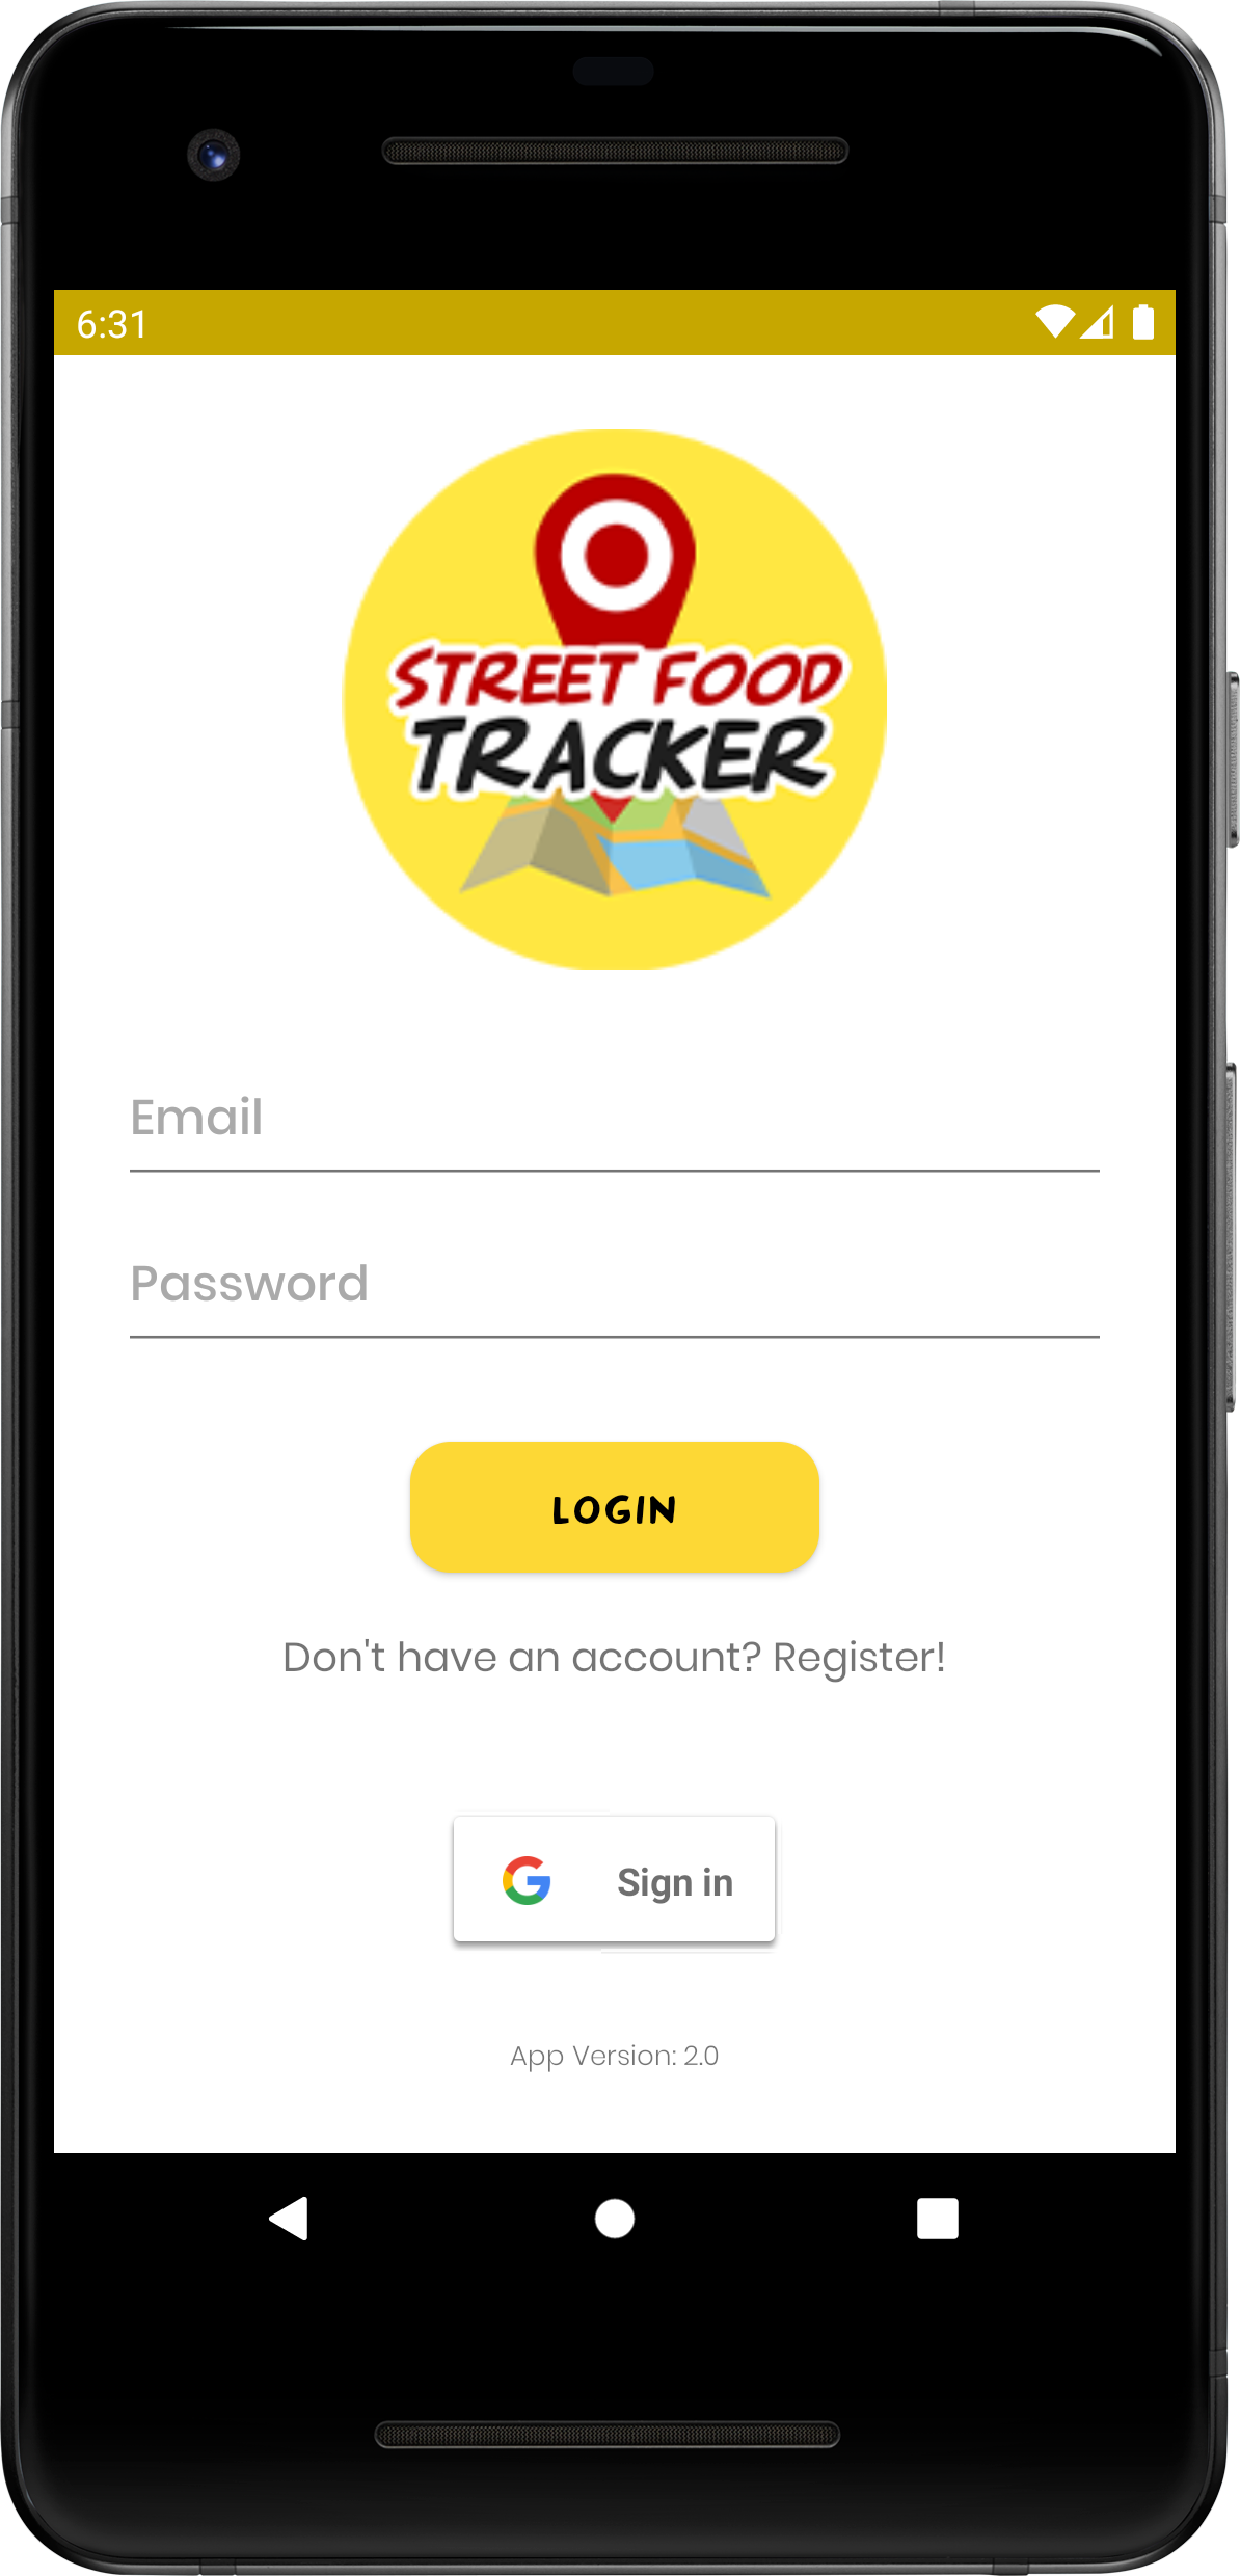 6:31
STREET FOOD
TRACKER
Email
Password
LOGIN
Don't have an account? Register!
Sign in
App Version: 2.0